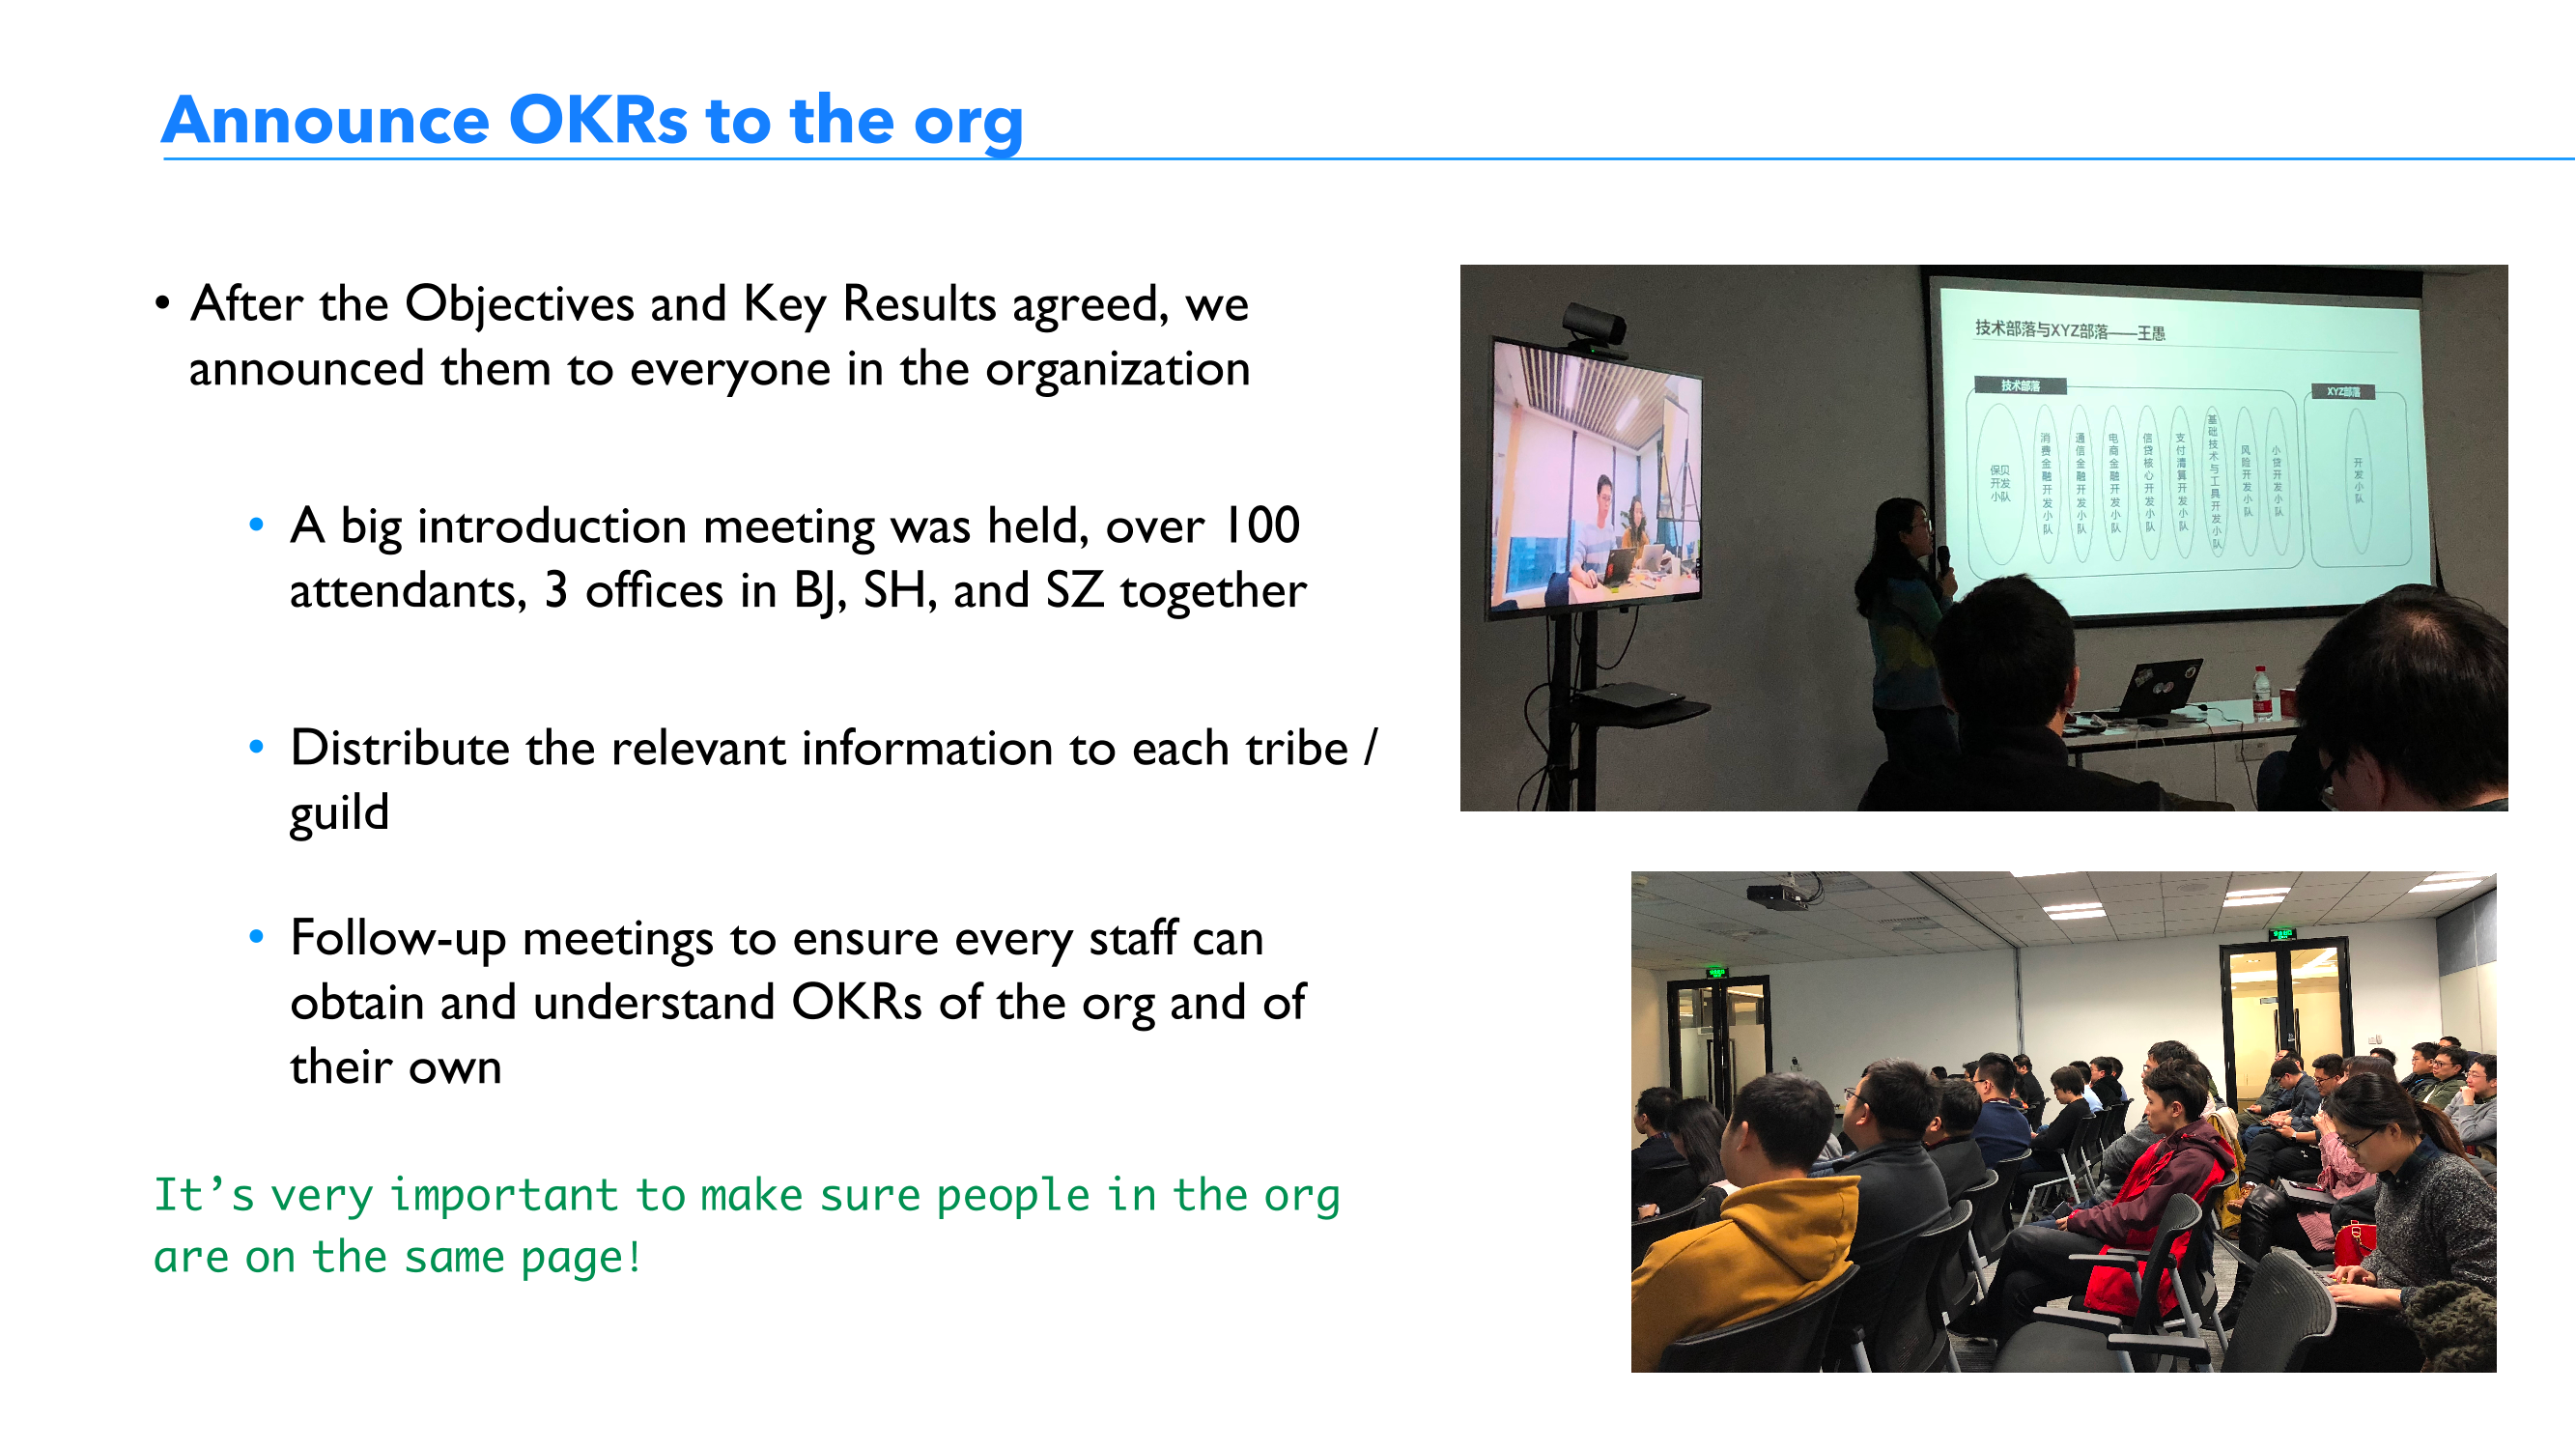 Announce OKRs to the org
• After the Objectives and Key Results agreed, we
announced them to everyone in the organization
• A big introduction meeting was held, over 100
attendants, 3 offices in BJ, SH, and SZ together
• Distribute the relevant information to each tribe /
guild
• Follow-up meetings to ensure every staff can
obtain and understand OKRs of the org and of
their own
It’s very important to make sure people in the org
are on the same page!
技术部落与XYZ部落——王愚
技术部落
XYZ部落
保贝
开发
小队
消费金融开发小队
通信金融开发小队
电商金融开发小队
信贷核心开发小队
支付清算开发小队
基础技术与工具开发小队
风险开发小队
小贷开发小队
开发小队